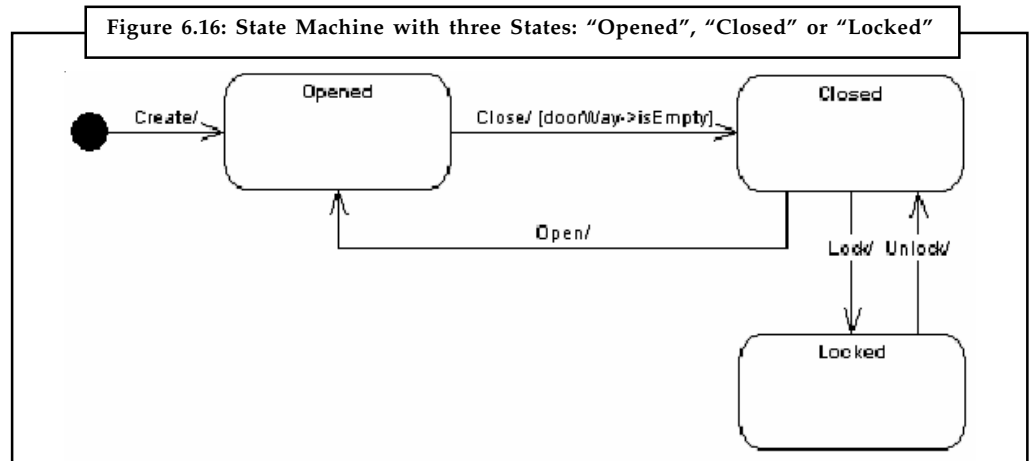 Figure 6.16: State Machine with three States: “Opened”, “Closed” or “Locked”
Opened
Closed
Create/
Close/ [doorWay->isEmpty]
Open/
Lock/
Unlock/
Locked